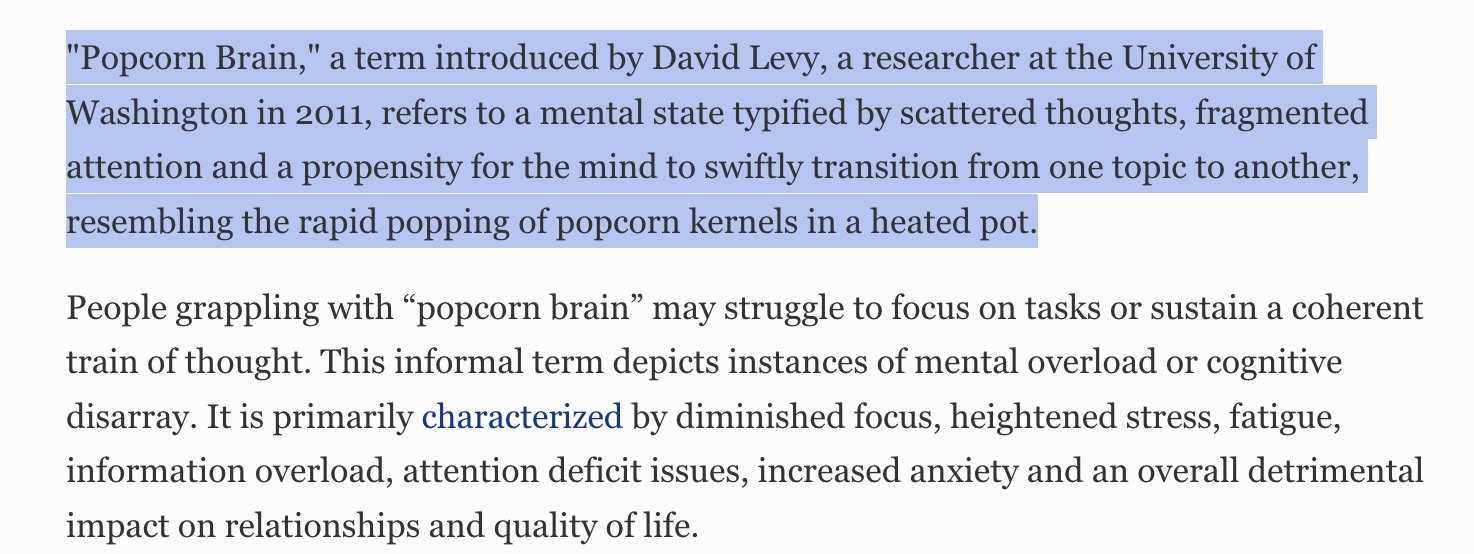 "Popcorn Brain," a term introduced by David Levy, a researcher at the University of
Washington in 2011, refers to a mental state typified by scattered thoughts, fragmented
attention and a propensity for the mind to swiftly transition from one topic to another,
resembling the rapid popping of popcorn kernels in a heated pot.
People grappling with “popcorn brain” may struggle to focus on tasks or sustain a coherent
train of thought. This informal term depicts instances of mental overload or cognitive
disarray. It is primarily characterized by diminished focus, heightened stress, fatigue,
information overload, attention deficit issues, increased anxiety and an overall detrimental
impact on relationships and quality of life.